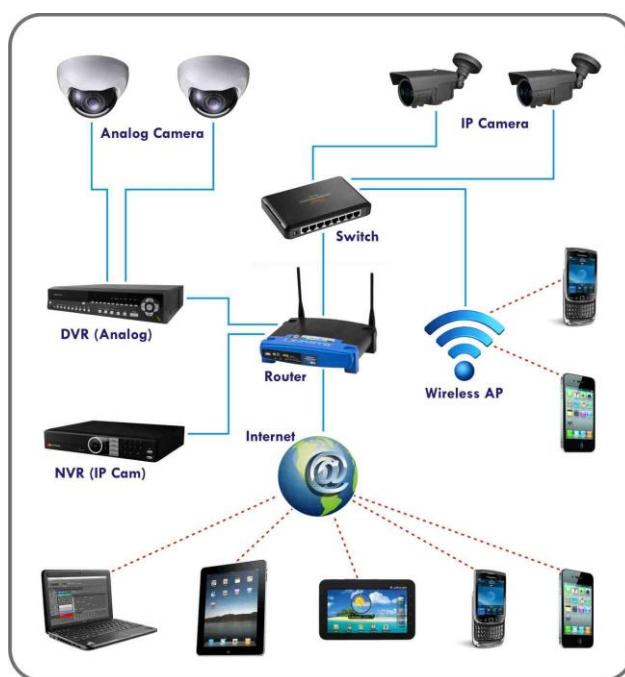 Analog Camera
IP Camera
Switch
DVR (Analog)
Router
Wireless AP
Internet
NVR (IP Cam)
@